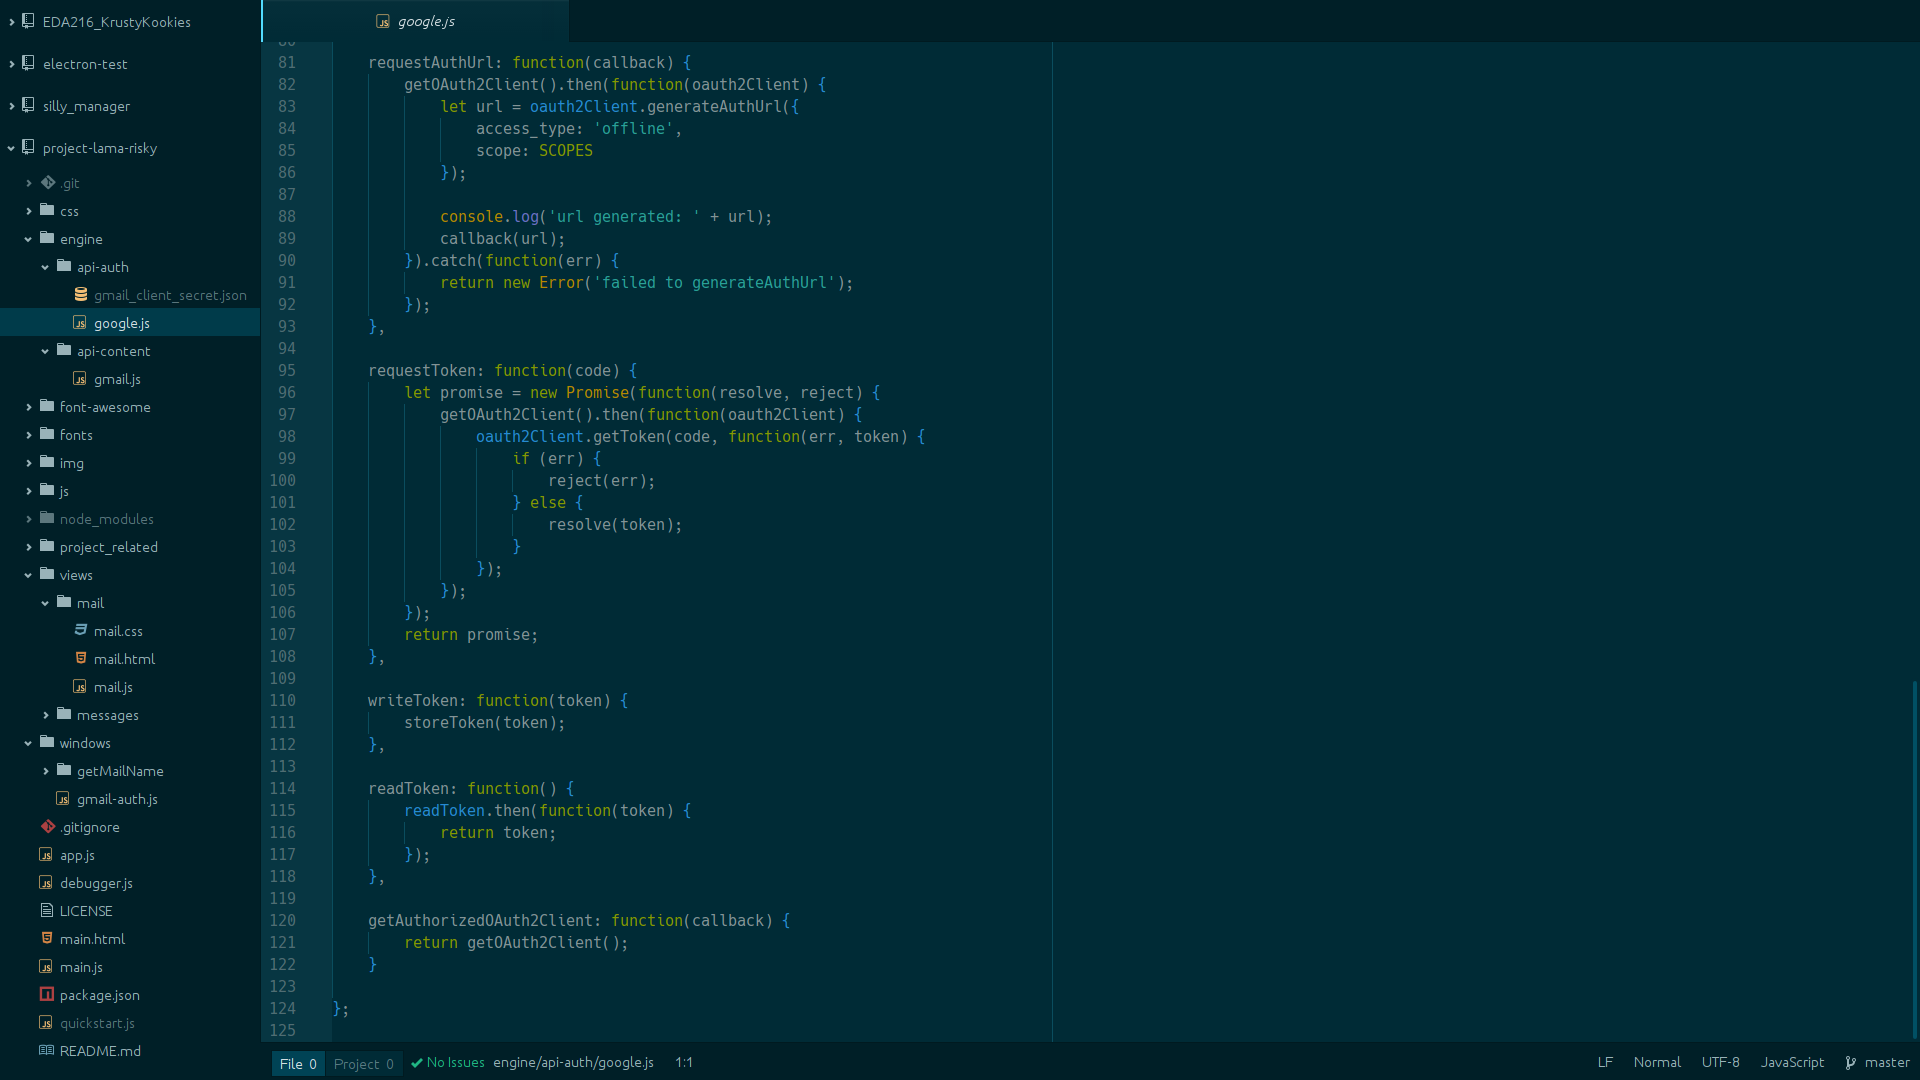 EDA216_KrustyKookies
electron-test
silly_manager
project-lama-risky
.git
css
engine
api-auth
gmail_client_secret.json
google.js
api-content
gmail.js
font-awesome
fonts
img
js
node_modules
project_related
views
mail
mail.css
mail.html
mail.js
messages
windows
getMailName
gmail-auth.js
.gitignore
app.js
debugger.js
LICENSE
main.html
main.js
package.json
quickstart.js
README.md
google.js
80
81     requestAuthUrl: function(callback) {
82         getOAuth2Client().then(function(oauth2Client) {
83             let url = oauth2Client.generateAuthUrl({
84                 access_type: 'offline',
85                 scope: SCOPES
86             });
87
88             console.log('url generated: ' + url);
89             callback(url);
90         }).catch(function(err) {
91             return new Error('failed to generateAuthUrl');
92         });
93     },
94
95     requestToken: function(code) {
96         let promise = new Promise(function(resolve, reject) {
97             getOAuth2Client().then(function(oauth2Client) {
98                 oauth2Client.getToken(code, function(err, token) {
99                     if (err) {
100                         reject(err);
101                     } else {
102                         resolve(token);
103                     }
104                 });
105             });
106         });
107         return promise;
108     },
109
110     writeToken: function(token) {
111         storeToken(token);
112     },
113
114     readToken: function() {
115         readToken.then(function(token) {
116             return token;
117         });
118     },
119
120     getAuthorizedOAuth2Client: function(callback) {
121         return getOAuth2Client();
122     }
123
124 };
125
File 0 Project 0 No Issues engine/api-auth/google.js 1:1 LF Normal UTF-8 JavaScript master